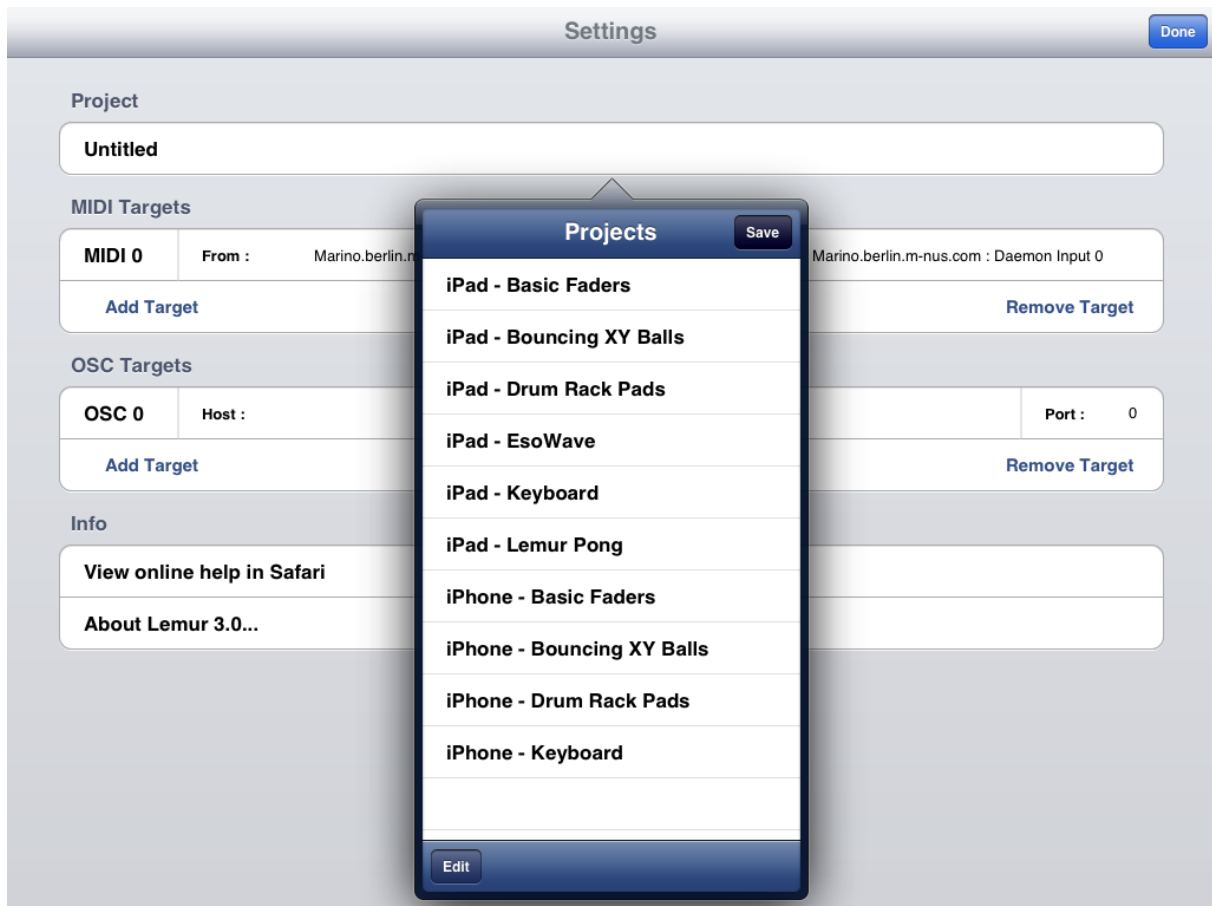 Settings
Done
Project
Untitled
MIDI Targets
MIDI 0 From : Marino.berlin.m Marino.berlin.m-nus.com : Daemon Input 0
Add Target Remove Target
OSC Targets
OSC 0 Host : Port : 0
Add Target Remove Target
Info
View online help in Safari
About Lemur 3.0...
Projects
Save
iPad - Basic Faders
iPad - Bouncing XY Balls
iPad - Drum Rack Pads
iPad - EsoWave
iPad - Keyboard
iPad - Lemur Pong
iPhone - Basic Faders
iPhone - Bouncing XY Balls
iPhone - Drum Rack Pads
iPhone - Keyboard
Edit